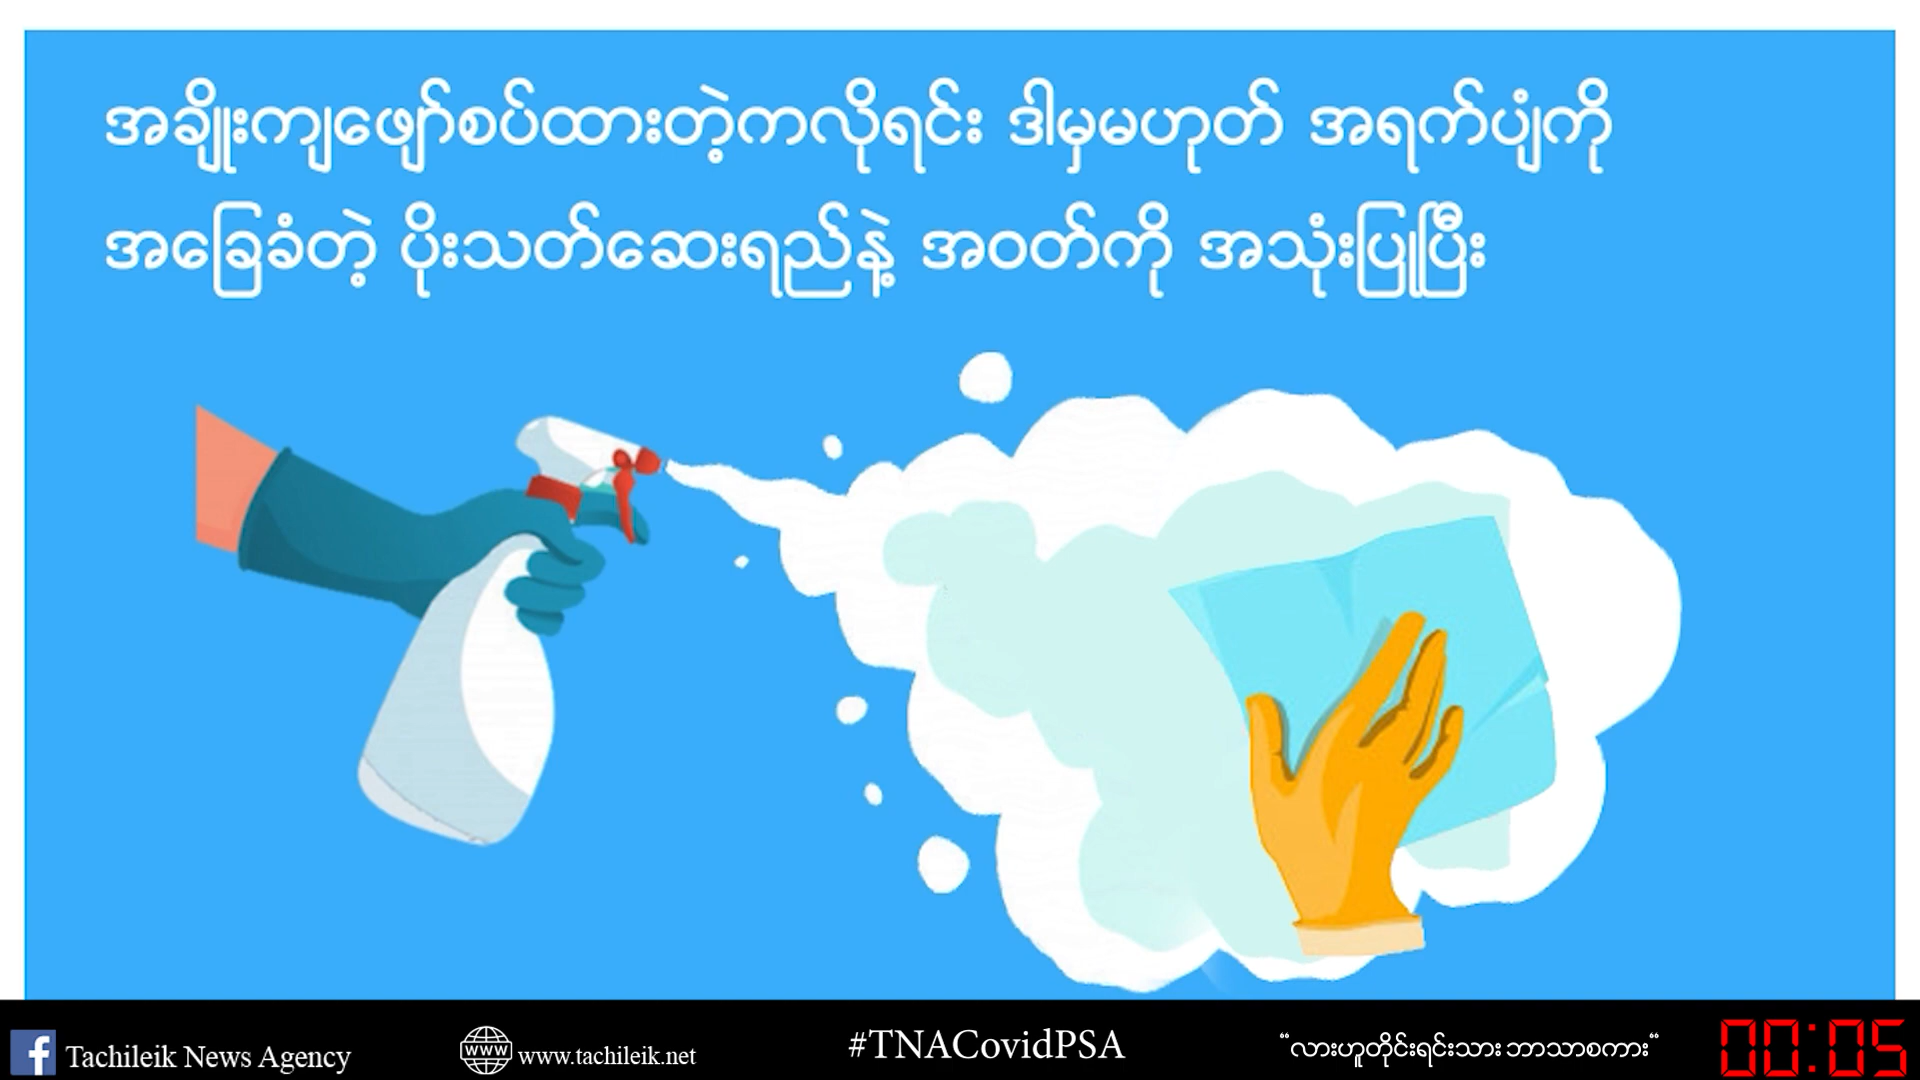 အချိုးကျဖျော်စပ်ထားတဲ့ကလိုရင်း ဒါမှမဟုတ် အရက်ပျံကို
အခြေခံတဲ့ ပိုးသတ်ဆေးရည်နဲ့ အဝတ်ကို အသုံးပြုပြီး
f Tachileik News Agency
www www.tachileik.net
#TNACovidPSA
“လားဟူတိုင်းရင်းသား ဘာသာစကား“
00:05